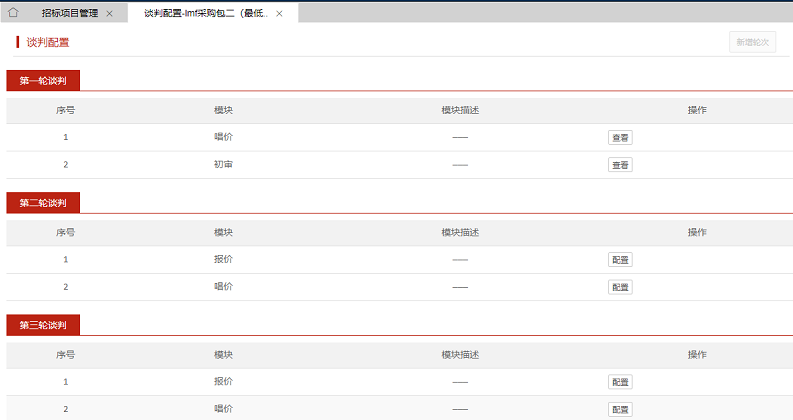 招标项目管理 × 谈判配置-lmf采购包二（最低.. ×
谈判配置 新增轮次
第一轮谈判
序号 模块 模块描述 操作
1 唱价 —— 查看
2 初审 —— 查看
第二轮谈判
序号 模块 模块描述 操作
1 报价 —— 配置
2 唱价 —— 配置
第三轮谈判
序号 模块 模块描述 操作
1 报价 —— 配置
2 唱价 —— 配置